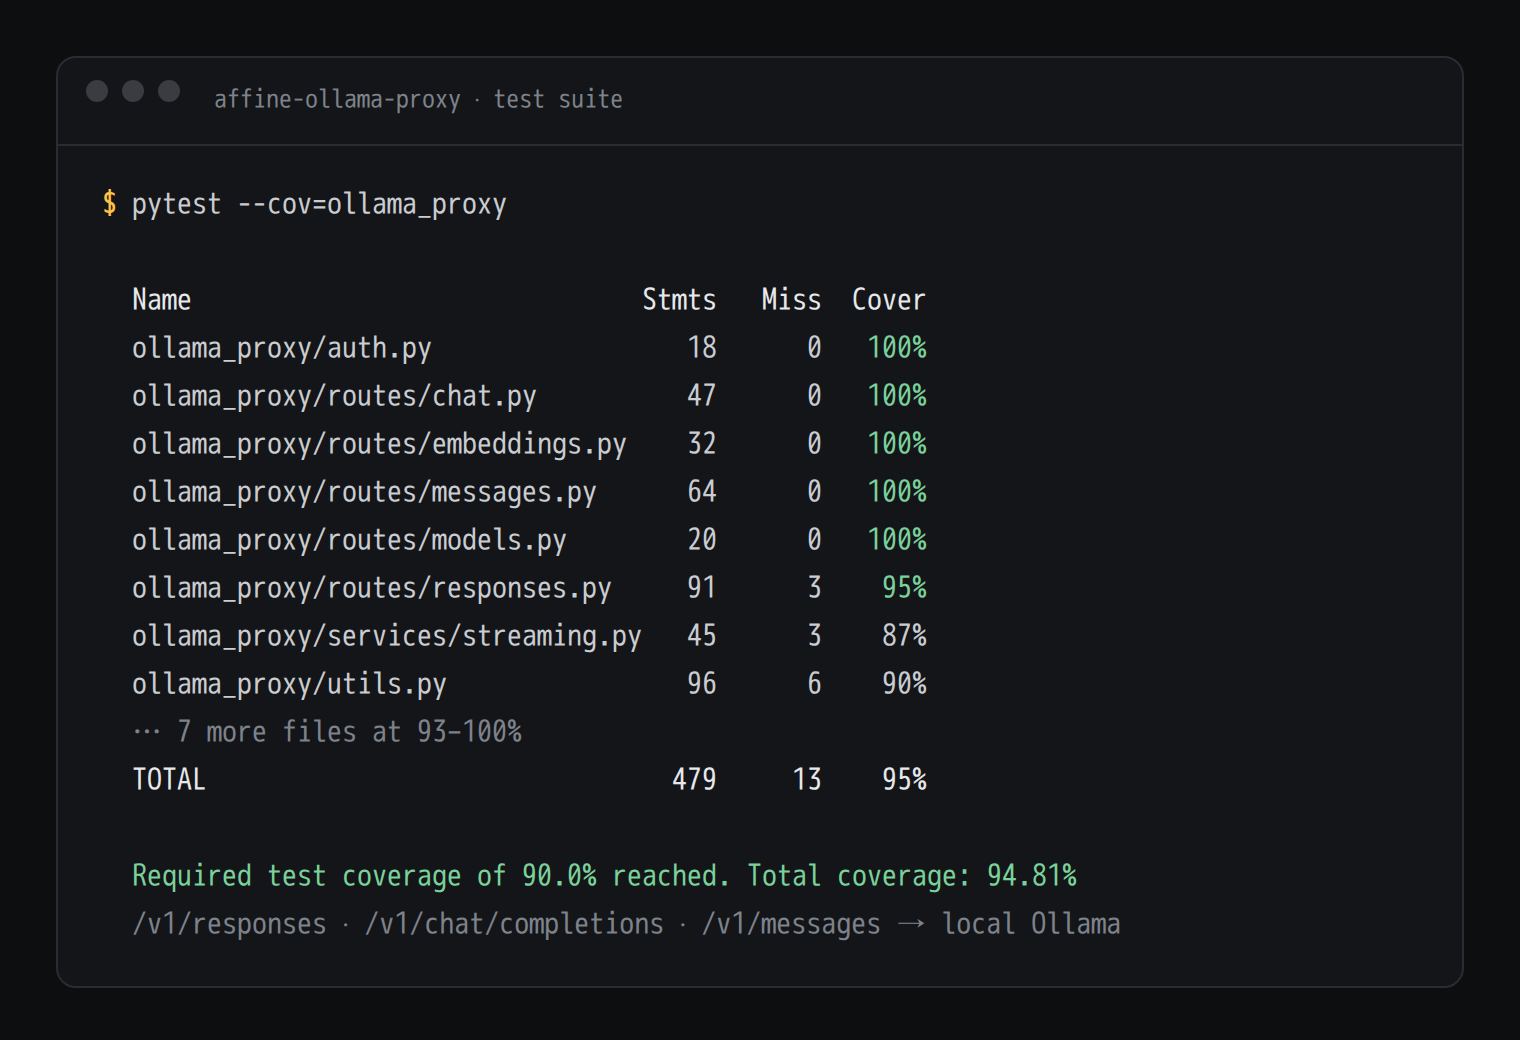 affine-ollama-proxy · test suite
$ pytest --cov=ollama_proxy
Name Stmts Miss Cover
ollama_proxy/auth.py 18 0 100%
ollama_proxy/routes/chat.py 47 0 100%
ollama_proxy/routes/embeddings.py 32 0 100%
ollama_proxy/routes/messages.py 64 0 100%
ollama_proxy/routes/models.py 20 0 100%
ollama_proxy/routes/responses.py 91 3 95%
ollama_proxy/services/streaming.py 45 3 87%
ollama_proxy/utils.py 96 6 90%
… 7 more files at 93–100%
TOTAL 479 13 95%
Required test coverage of 90.0% reached. Total coverage: 94.81%
/v1/responses · /v1/chat/completions · /v1/messages → local Ollama